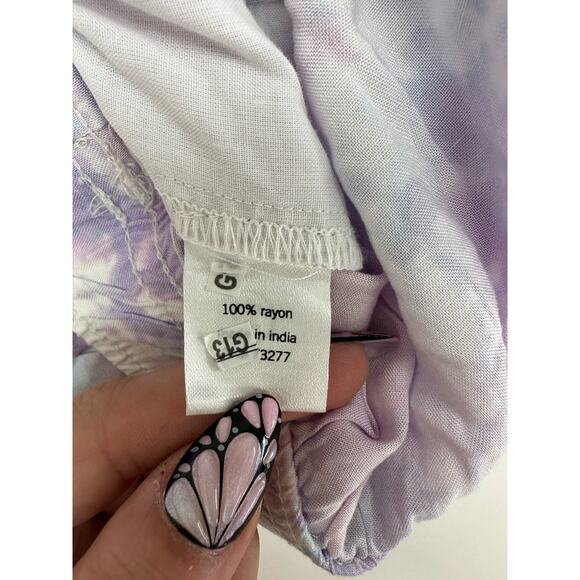 G
100% rayon
in india
G13
3277